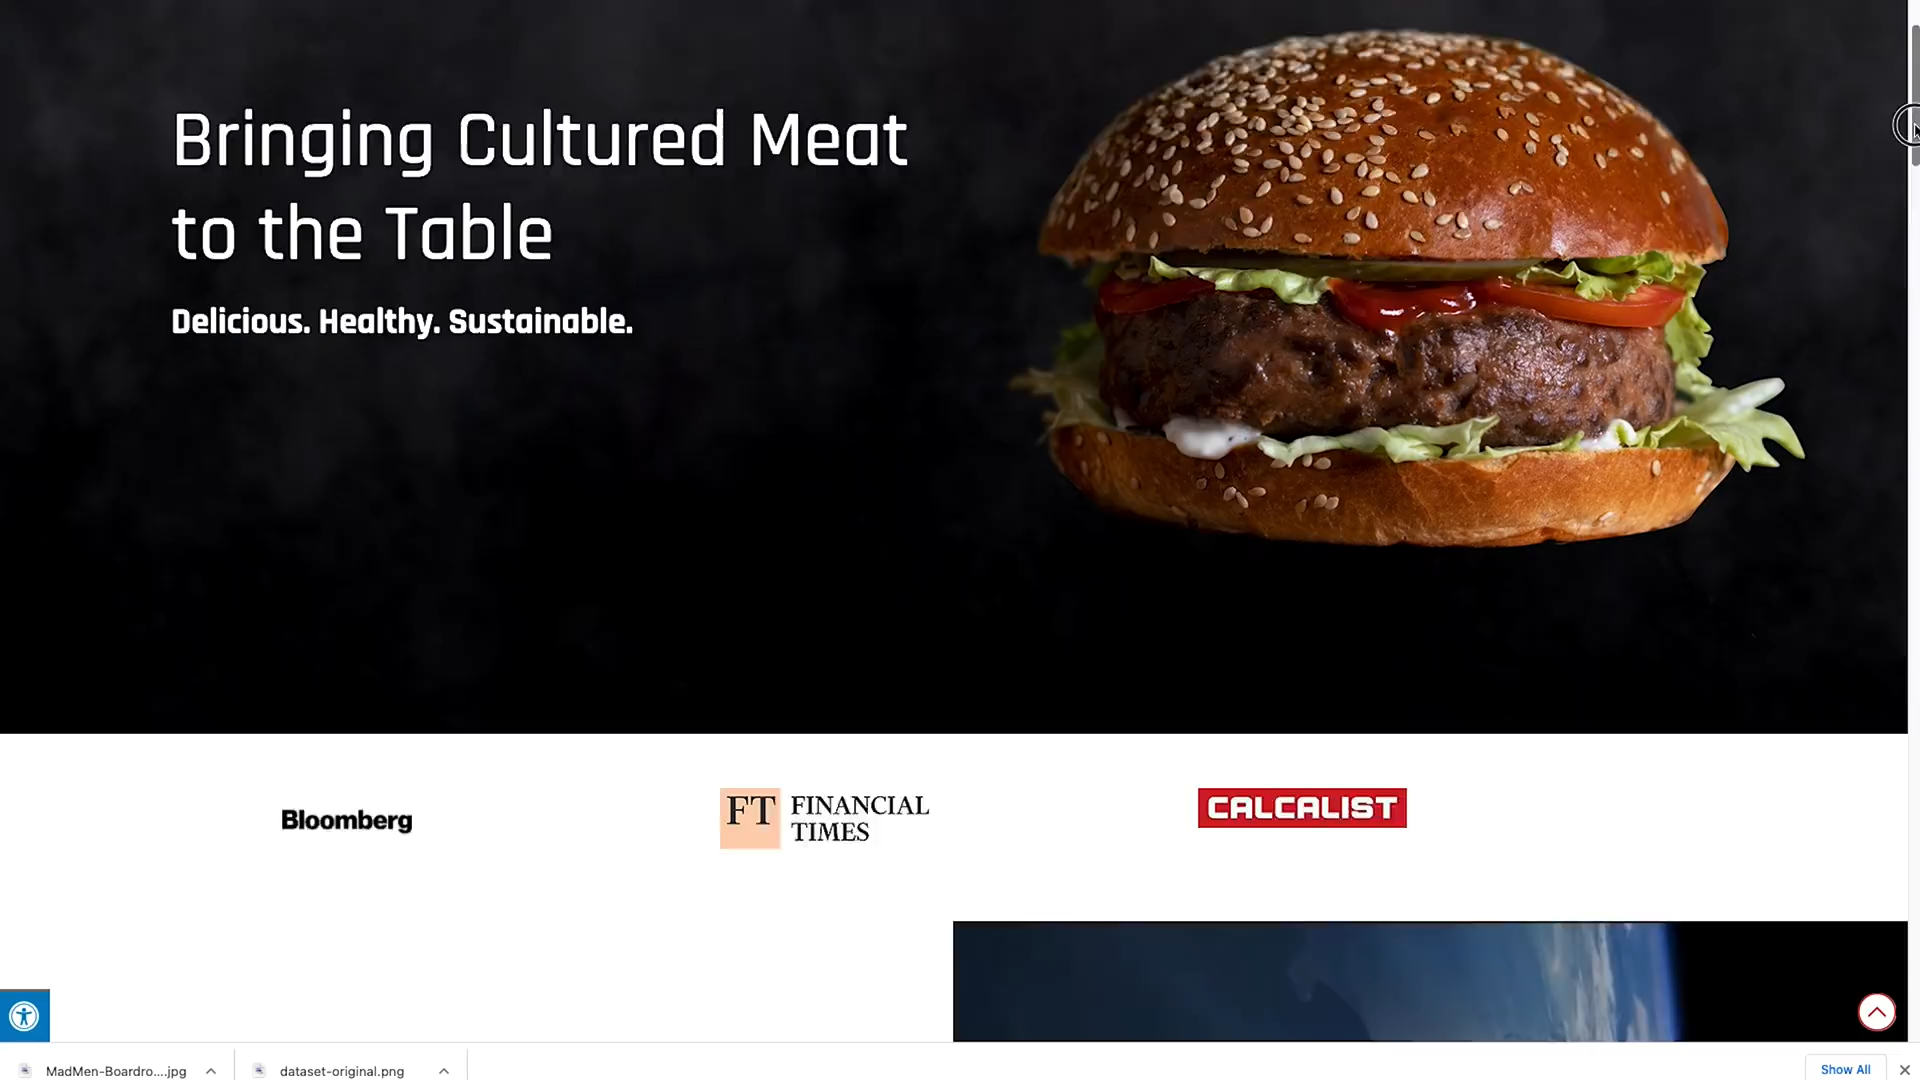 Bringing Cultured Meat
to the Table
Delicious. Healthy. Sustainable.
Bloomberg
FT FINANCIAL
TIMES
CALCALIST
MadMen-Boardro....jpg
dataset-original.png
Show All